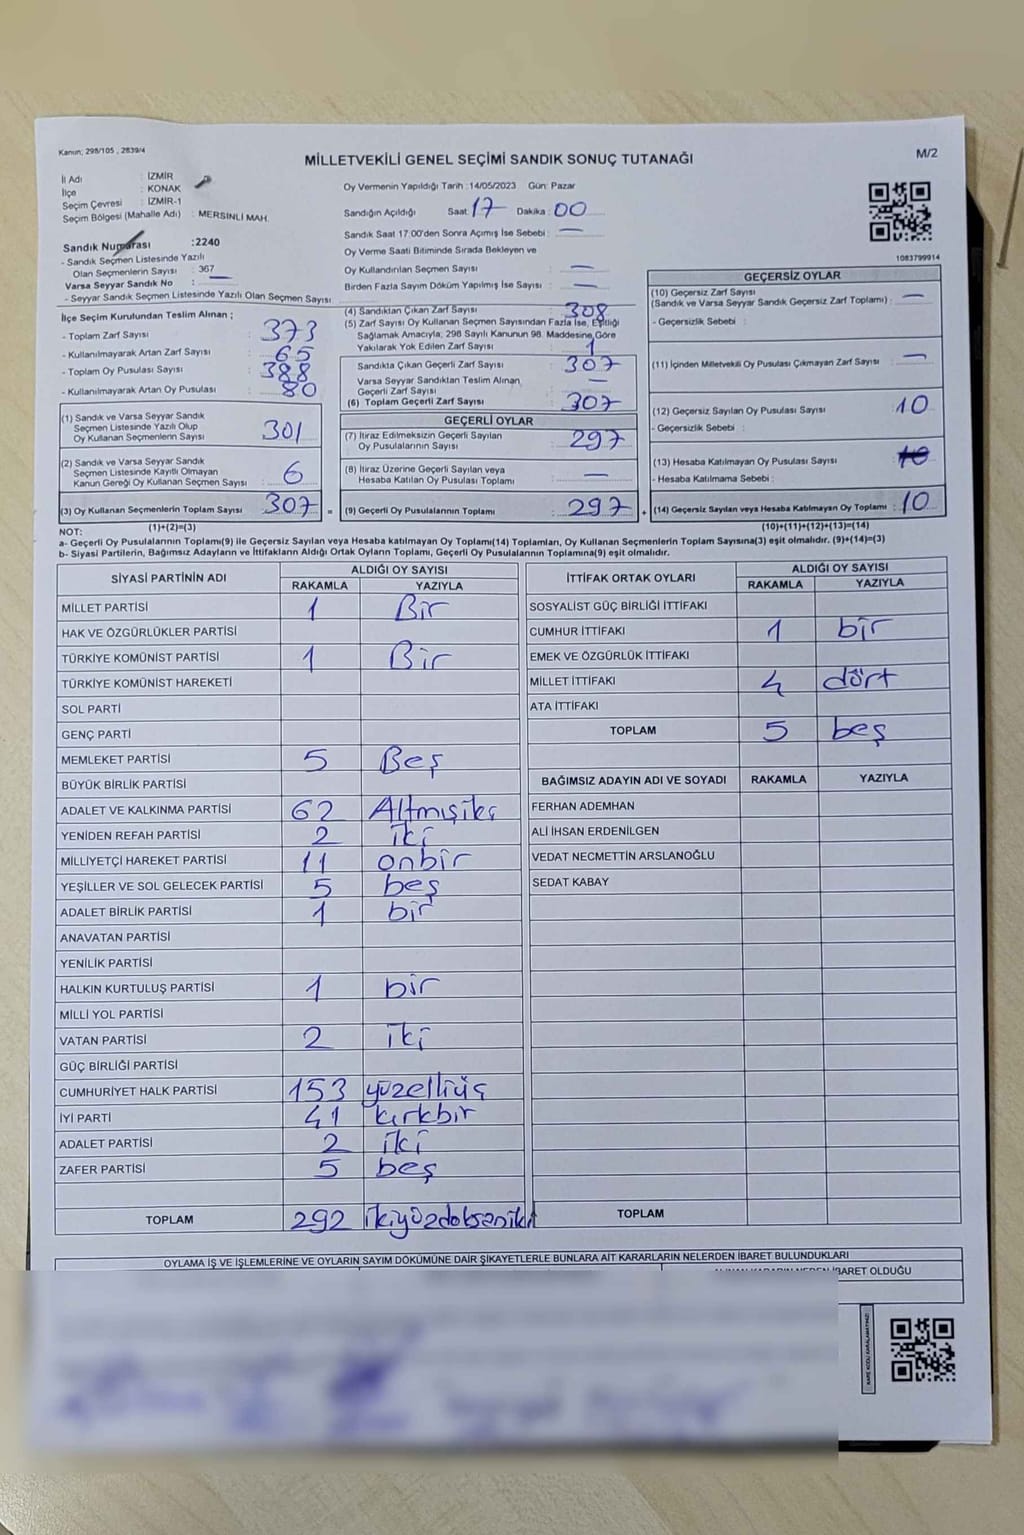 Kanun; 298/105 , 2839/4
MİLLETVEKİLİ GENEL SEÇİMİ SANDIK SONUÇ TUTANAĞI
M/2
İl Adı : İZMİR
İlçe : KONAK
Seçim Çevresi : İZMİR-1
Seçim Bölgesi (Mahalle Adı) : MERSİNLİ MAH.
Sandık Numarası :2240
- Sandık Seçmen Listesinde Yazılı
Olan Seçmenlerin Sayısı : 367
Varsa Seyyar Sandık No : —
- Seyyar Sandık Seçmen Listesinde Yazılı Olan Seçmen Sayısı
Oy Vermenin Yapıldığı Tarih :14/05/2023 Gün: Pazar
Sandığın Açıldığı Saat 17 Dakika : 00
Sandık Saat 17:00'den Sonra Açımış İse Sebebi : —
Oy Verme Saati Bitiminde Sırada Bekleyen ve
Oy Kullandırılan Seçmen Sayısı : —
Birden Fazla Sayım Döküm Yapılmış İse Sayısı : —
1083799914
İlçe Seçim Kurulundan Teslim Alınan ;
- Toplam Zarf Sayısı : 373
- Kullanılmayarak Artan Zarf Sayısı : 65
- Toplam Oy Pusulası Sayısı : 388
- Kullanılmayarak Artan Oy Pusulası : 80
(1) Sandık ve Varsa Seyyar Sandık
Seçmen Listesinde Yazılı Olup
Oy Kullanan Seçmenlerin Sayısı : 301
(2) Sandık ve Varsa Seyyar Sandık
Seçmen Listesinde Kayıtlı Olmayan
Kanun Gereği Oy Kullanan Seçmen Sayısı : 6
(3) Oy Kullanan Seçmenlerin Toplam Sayısı : 307 =
(1)+(2)=(3)
(4) Sandıktan Çıkan Zarf Sayısı : 308
(5) Zarf Sayısı Oy Kullanan Seçmen Sayısından Fazla İse, Eşitliği
Sağlamak Amacıyla; 298 Sayılı Kanunun 98. Maddesine Göre
Yakılarak Yok Edilen Zarf Sayısı : 1
Sandıkta Çıkan Geçerli Zarf Sayısı : 307
Varsa Seyyar Sandıktan Teslim Alınan
Geçerli Zarf Sayısı : —
(6) Toplam Geçerli Zarf Sayısı : 307
GEÇERLİ OYLAR
(7) İtiraz Edilmeksizin Geçerli Sayılan
Oy Pusulalarının Sayısı : 297
(8) İtiraz Üzerine Geçerli Sayılan veya
Hesaba Katılan Oy Pusulası Toplamı : —
(9) Geçerli Oy Pusulalarının Toplamı : 297 +
GEÇERSİZ OYLAR
(10) Geçersiz Zarf Sayısı
(Sandık ve Varsa Seyyar Sandık Geçersiz Zarf Toplamı) : —
- Geçersizlik Sebebi :
(11) İçinden Milletvekili Oy Pusulası Çıkmayan Zarf Sayısı : —
(12) Geçersiz Sayılan Oy Pusulası Sayısı : 10
- Geçersizlik Sebebi :
(13) Hesaba Katılmayan Oy Pusulası Sayısı : 10
- Hesaba Katılmama Sebebi :
(14) Geçersiz Sayılan veya Hesaba Katılmayan Oy Toplamı : 10
(10)+(11)+(12)+(13)=(14)
NOT:
a- Geçerli Oy Pusulalarının Toplamı(9) ile Geçersiz Sayılan veya Hesaba katılmayan Oy Toplamı(14) Toplamları, Oy Kullanan Seçmenlerin Toplam Sayısına(3) eşit olmalıdır. (9)+(14)=(3)
b- Siyasi Partilerin, Bağımsız Adayların ve İttifakların Aldığı Ortak Oyların Toplamı, Geçerli Oy Pusulalarının Toplamına(9) eşit olmalıdır.
SİYASİ PARTİNİN ADI ALDIĞI OY SAYISI
RAKAMLA YAZIYLA
MİLLET PARTİSİ 1 Bir
HAK VE ÖZGÜRLÜKLER PARTİSİ
TÜRKİYE KOMÜNİST PARTİSİ 1 Bir
TÜRKİYE KOMÜNİST HAREKETİ
SOL PARTİ
GENÇ PARTİ
MEMLEKET PARTİSİ 5 Beş
BÜYÜK BİRLİK PARTİSİ
ADALET VE KALKINMA PARTİSİ 62 Altmışiki
YENİDEN REFAH PARTİSİ 2 iki
MİLLİYETÇİ HAREKET PARTİSİ 11 onbir
YEŞİLLER VE SOL GELECEK PARTİSİ 5 beş
ADALET BİRLİK PARTİSİ 1 bir
ANAVATAN PARTİSİ
YENİLİK PARTİSİ
HALKIN KURTULUŞ PARTİSİ 1 bir
MİLLİ YOL PARTİSİ
VATAN PARTİSİ 2 iki
GÜÇ BİRLİĞİ PARTİSİ
CUMHURİYET HALK PARTİSİ 153 yüzelliüç
İYİ PARTİ 41 kırkbir
ADALET PARTİSİ 2 iki
ZAFER PARTİSİ 5 beş
TOPLAM 292 ikiyüzdoksaniki
İTTİFAK ORTAK OYLARI ALDIĞI OY SAYISI
RAKAMLA YAZIYLA
SOSYALİST GÜÇ BİRLİĞİ İTTİFAKI
CUMHUR İTTİFAKI 1 bir
EMEK VE ÖZGÜRLÜK İTTİFAKI
MİLLET İTTİFAKI 4 dört
ATA İTTİFAKI
TOPLAM 5 beş
BAĞIMSIZ ADAYIN ADI VE SOYADI RAKAMLA YAZIYLA
FERHAN ADEMHAN
ALİ İHSAN ERDENİLGEN
VEDAT NECMETTİN ARSLANOĞLU
SEDAT KABAY
TOPLAM
OYLAMA İŞ VE İŞLEMLERİNE VE OYLARIN SAYIM DÖKÜMÜNE DAİR ŞİKAYETLERLE BUNLARA AİT KARARLARIN NELERDEN İBARET BULUNDUKLARI
İBARET OLDUĞU
KARE KODU KARALAMAYINIZ!